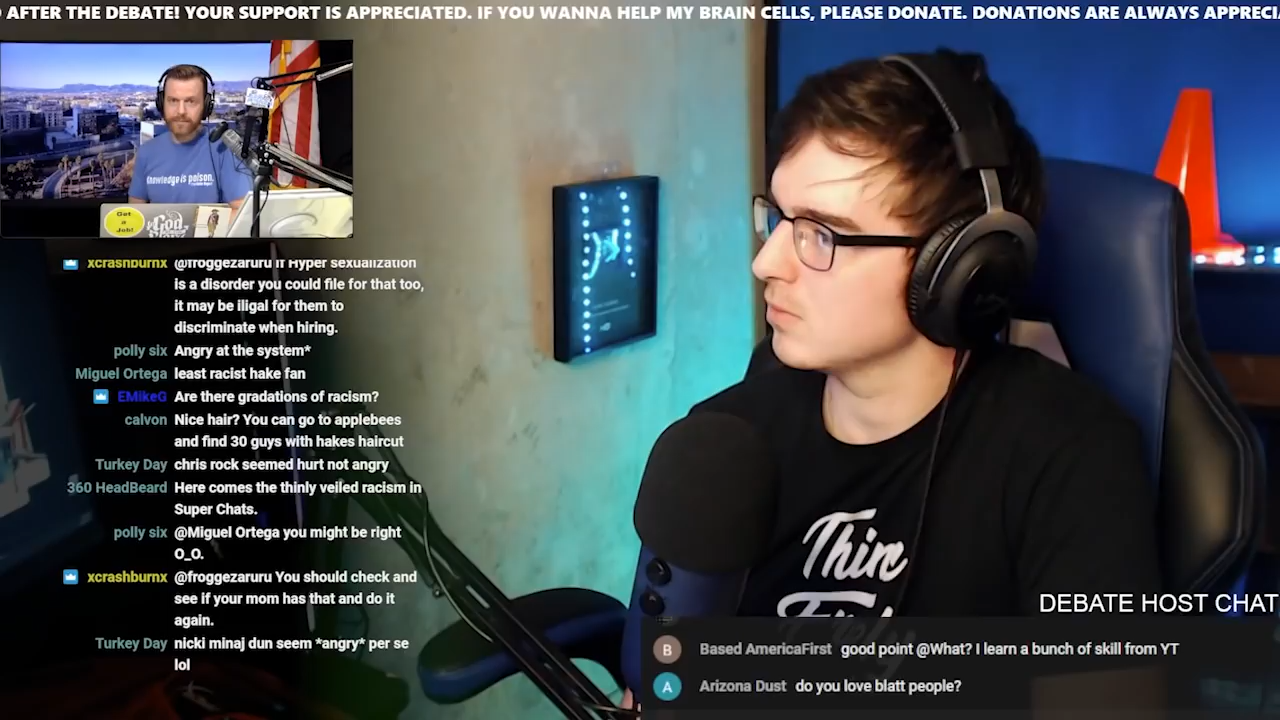 AFTER THE DEBATE! YOUR SUPPORT IS APPRECIATED. IF YOU WANNA HELP MY BRAIN CELLS, PLEASE DONATE. DONATIONS ARE ALWAYS APPRECIA
Knowledge is poison.
Get
a
Job!
God
xcrashburnx @froggezaruru If Hyper sexualization
is a disorder you could file for that too,
it may be iligal for them to
discriminate when hiring.
polly six Angry at the system*
Miguel Ortega least racist hake fan
EMikeG Are there gradations of racism?
calvon Nice hair? You can go to applebees
and find 30 guys with hakes haircut
Turkey Day chris rock seemed hurt not angry
360 HeadBeard Here comes the thinly veiled racism in
Super Chats.
polly six @Miguel Ortega you might be right
O_O.
xcrashburnx @froggezaruru You should check and
see if your mom has that and do it
again.
Turkey Day nicki minaj dun seem *angry* per se
lol
Thin
DEBATE HOST CHAT
B Based AmericaFirst good point @What? I learn a bunch of skill from YT
A Arizona Dust do you love blatt people?